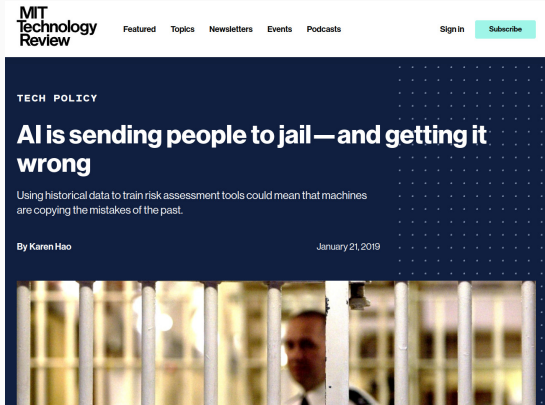 MIT
Technology
Review
Featured Topics Newsletters Events Podcasts Sign in Subscribe
TECH POLICY
AI is sending people to jail—and getting it
wrong
Using historical data to train risk assessment tools could mean that machines
are copying the mistakes of the past.
By Karen Hao January 21, 2019